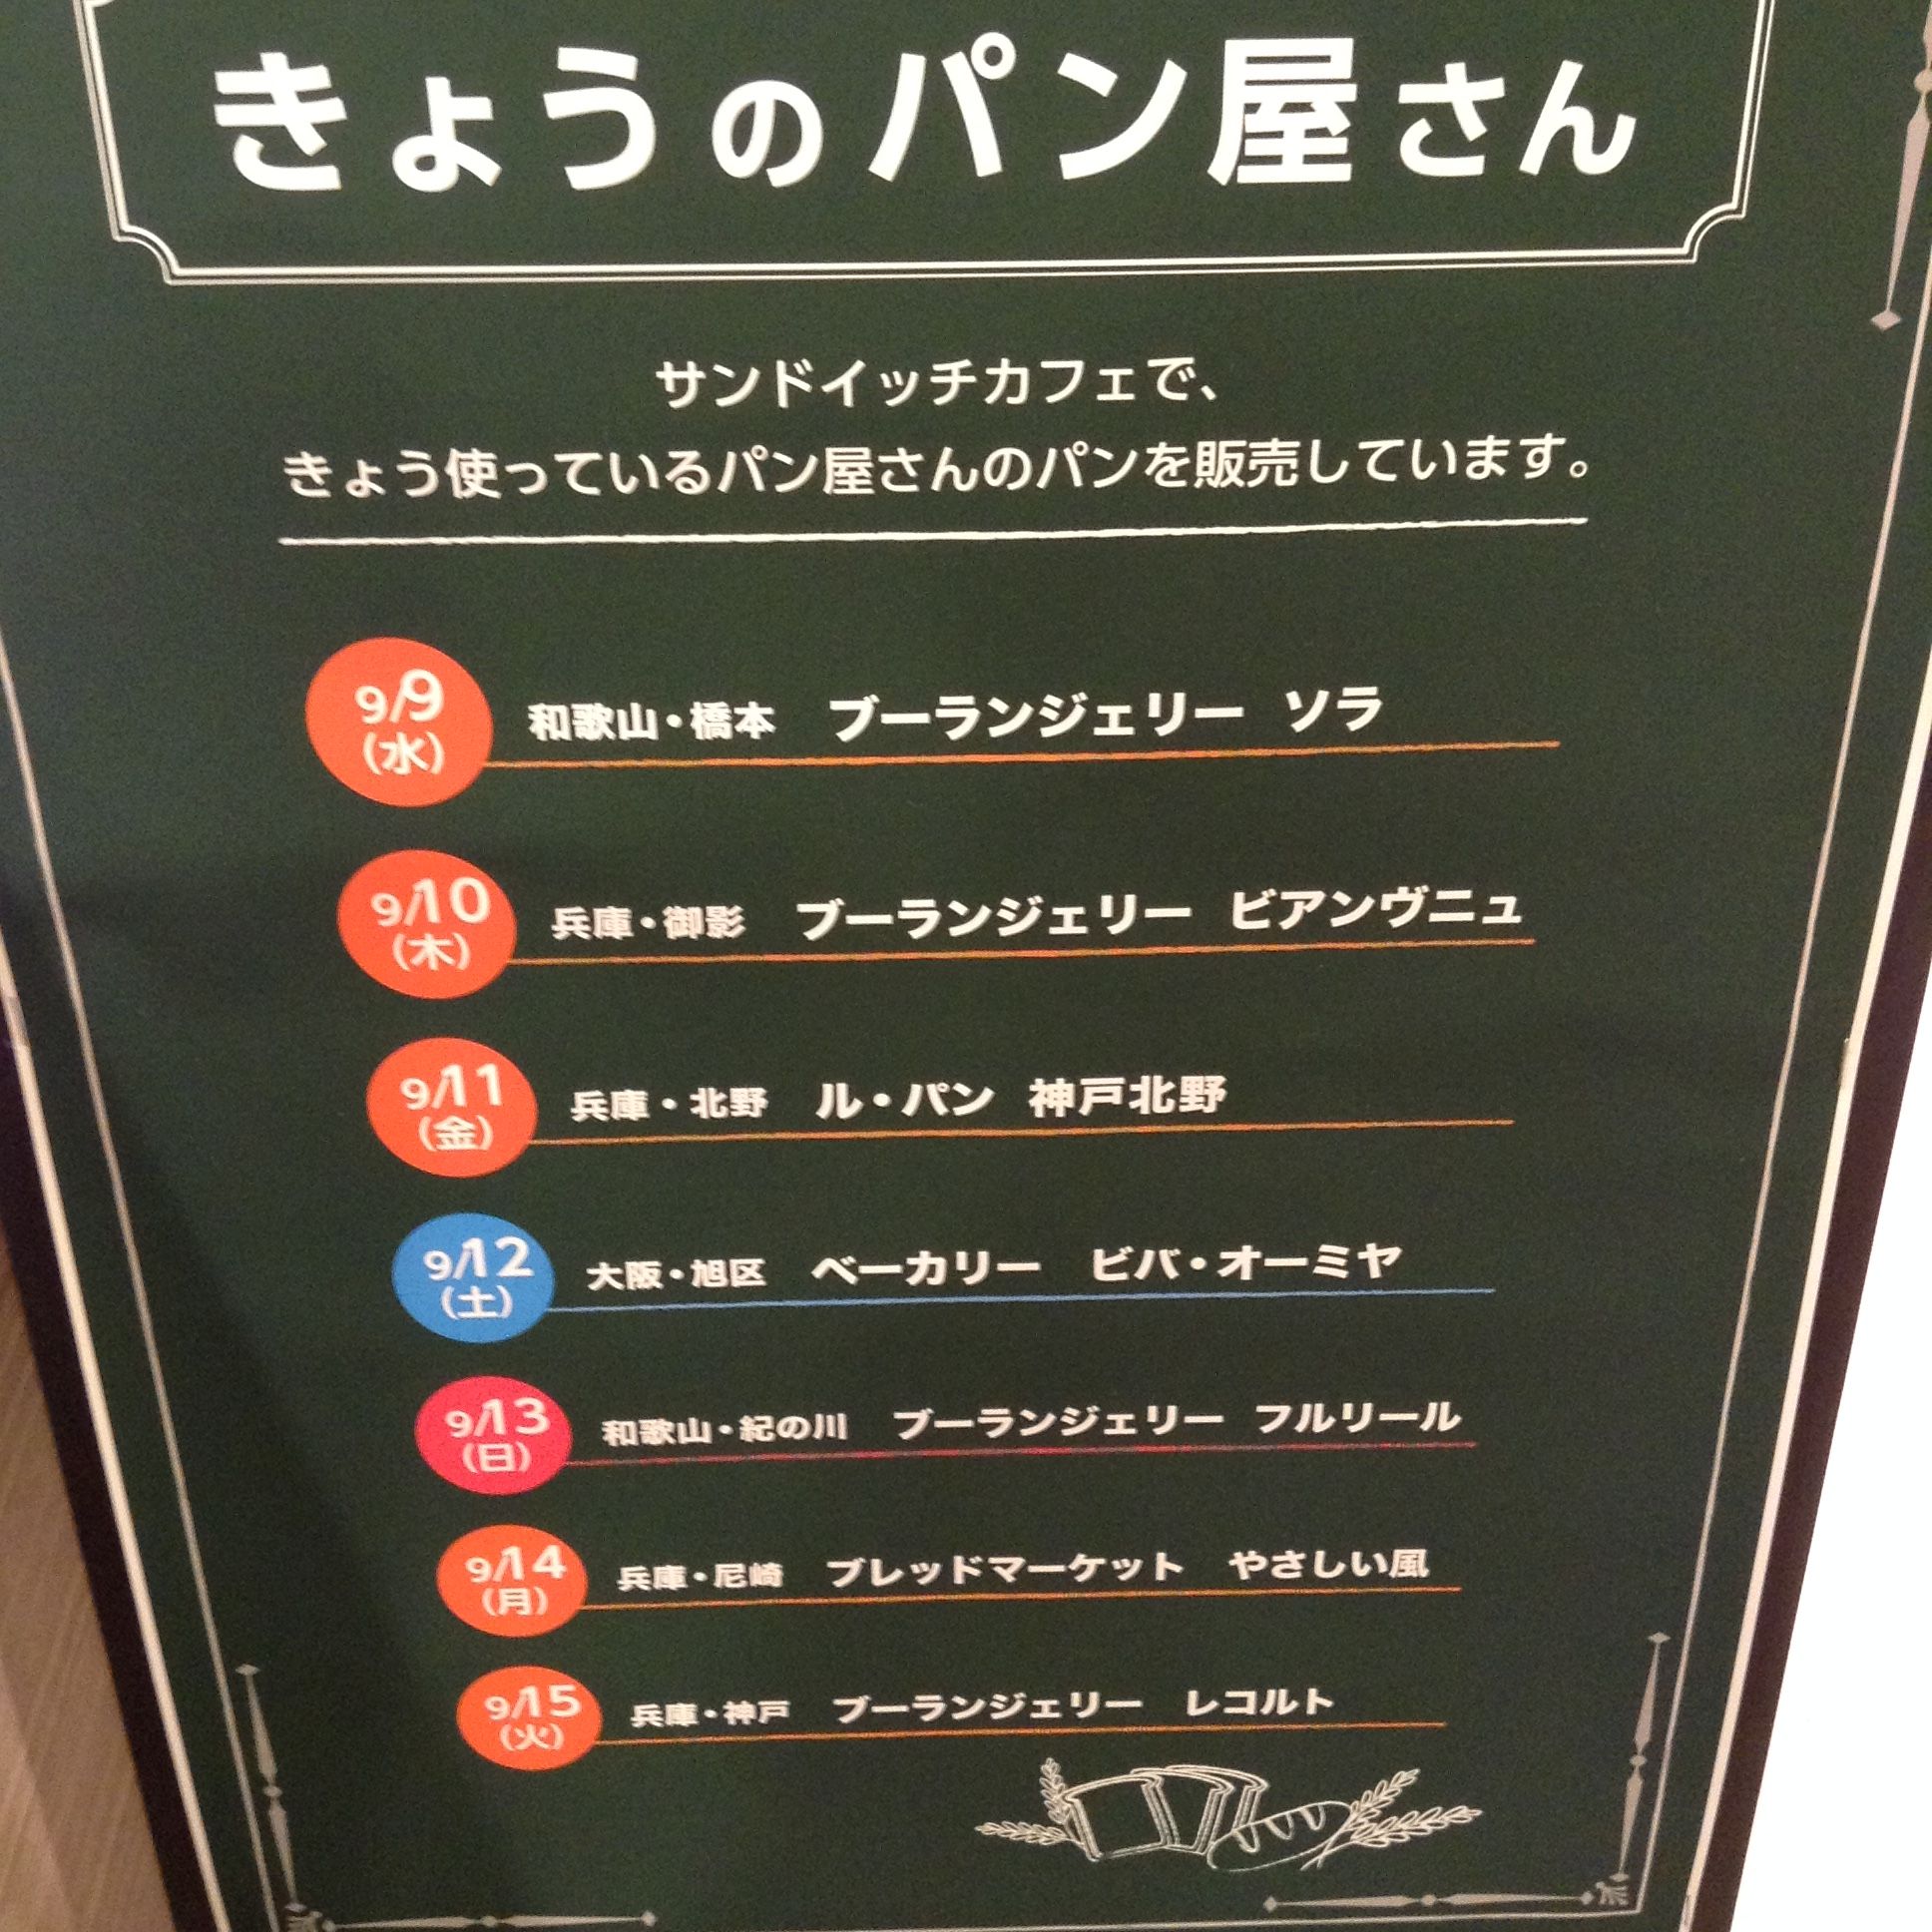 きょうのパン屋さん
サンドイッチカフェで、
きょう使っているパン屋さんのパンを販売しています。
9/9 (水) 和歌山・橋本 ブーランジェリー ソラ
9/10 (木) 兵庫・御影 ブーランジェリー ビアンヴニュ
9/11 (金) 兵庫・北野 ル・パン 神戸北野
9/12 (土) 大阪・旭区 ベーカリー ビバ・オーミヤ
9/13 (日) 和歌山・紀の川 ブーランジェリー フルリール
9/14 (月) 兵庫・尼崎 ブレッドマーケット やさしい風
9/15 (火) 兵庫・神戸 ブーランジェリー レコルト